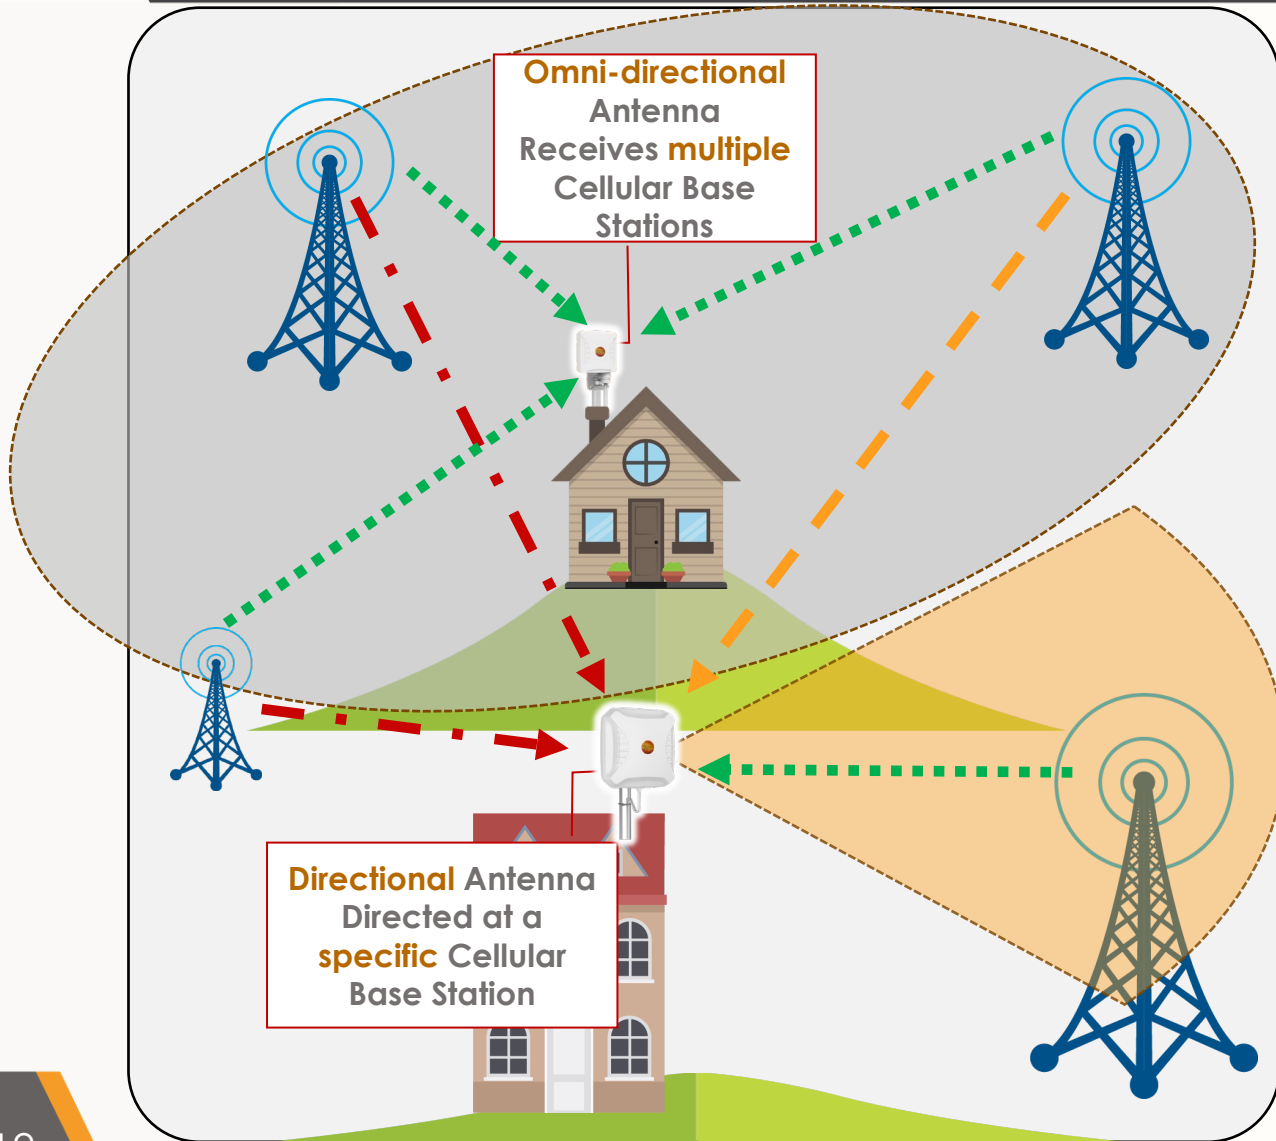 Omni-directional
Antenna
Receives multiple
Cellular Base
Stations
Directional Antenna
Directed at a
specific Cellular
Base Station